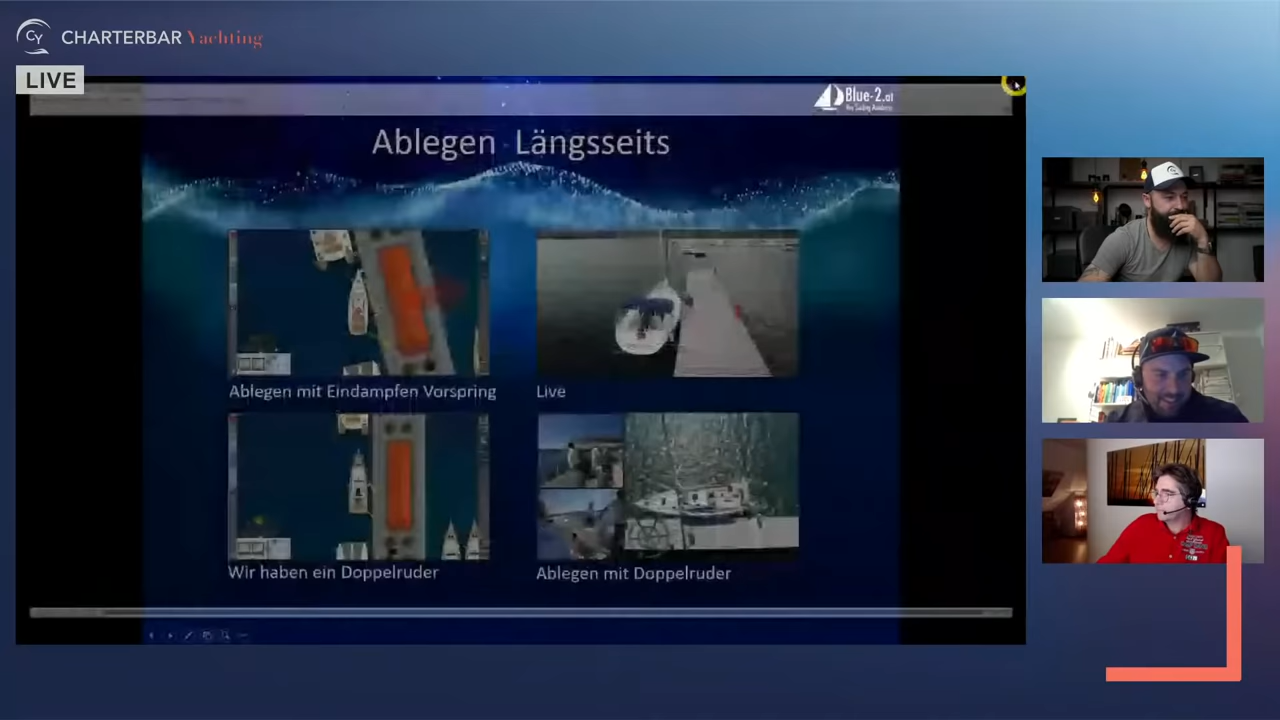 CY CHARTERBAR Yachting
LIVE
Blue-2.at
Ablegen Längsseits
Ablegen mit Eindampfen Vorspring
Live
Wir haben ein Doppelruder
Ablegen mit Doppelruder